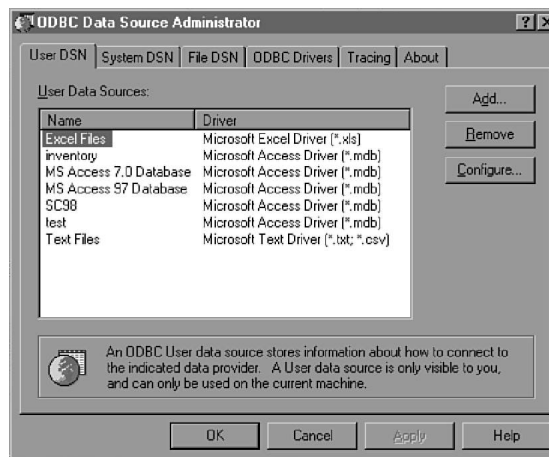 ODBC Data Source Administrator
User DSN System DSN File DSN ODBC Drivers Tracing About
User Data Sources:
Name Driver
Excel Files Microsoft Excel Driver (*.xls)
inventory Microsoft Access Driver (*.mdb)
MS Access 7.0 Database Microsoft Access Driver (*.mdb)
MS Access 97 Database Microsoft Access Driver (*.mdb)
SC98 Microsoft Access Driver (*.mdb)
test Microsoft Access Driver (*.mdb)
Text Files Microsoft Text Driver (*.txt; *.csv)
Add...
Remove
Configure...
An ODBC User data source stores information about how to connect to
the indicated data provider. A User data source is only visible to you,
and can only be used on the current machine.
OK Cancel Apply Help